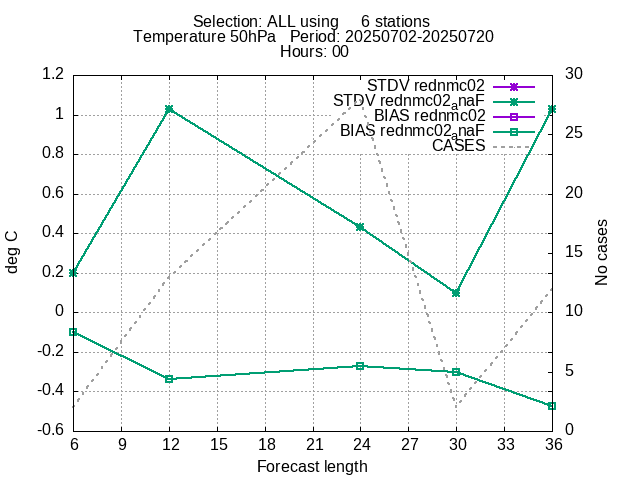 Selection: ALL using 6 stations
Temperature 50hPa Period: 20250702-20250720
Hours: 00
STDV rednmc02
STDV rednmc02anaF
BIAS rednmc02
BIAS rednmc02anaF
CASES
1.2
1
0.8
0.6
0.4
0.2
0
-0.2
-0.4
-0.6
deg C
30
25
20
15
10
5
0
No cases
6 9 12 15 18 21 24 27 30 33 36
Forecast length